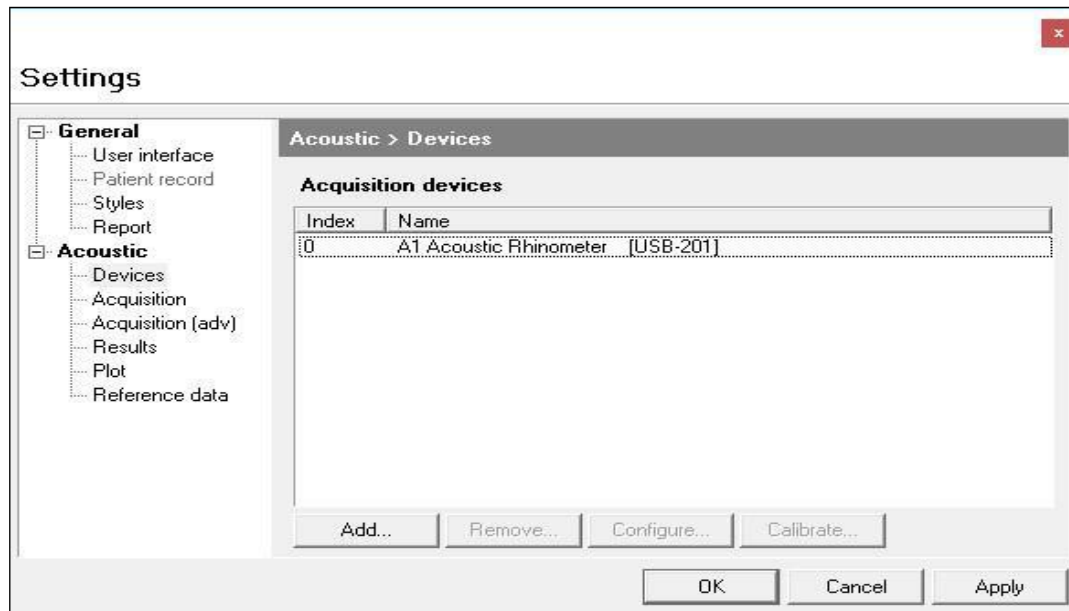 x
Settings
General
User interface
Patient record
Styles
Report
Acoustic
Devices
Acquisition
Acquisition (adv)
Results
Plot
Reference data
Acoustic > Devices
Acquisition devices
Index Name
0 A1 Acoustic Rhinometer [USB-201]
Add... Remove... Configure... Calibrate...
OK Cancel Apply